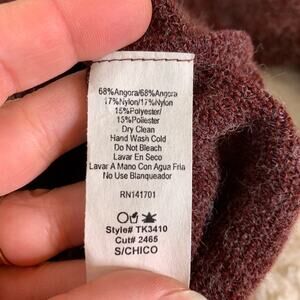 68%Angora/68%Angora
17%Nylon/17%Nylon
15%Polyester/
15%Poliester
Dry Clean
Hand Wash Cold
Do Not Bleach
Lavar En Seco
Lavar A Mano Con Agua Fria
No Use Blanqueador
RN141701
Style# TK3410
Cut# 2465
S/CHICO